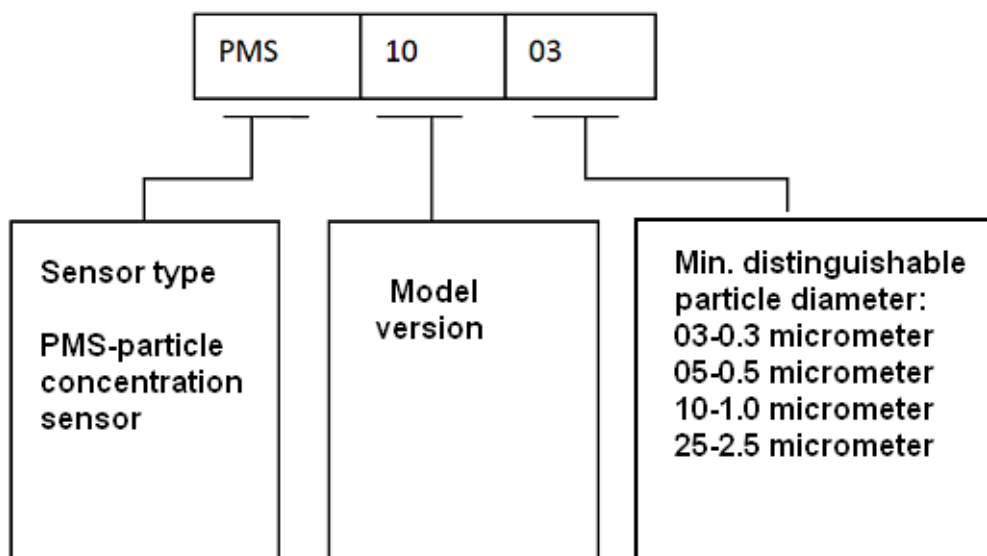 PMS 10 03
Sensor type
PMS-particle
concentration
sensor
Model
version
Min. distinguishable
particle diameter:
03-0.3 micrometer
05-0.5 micrometer
10-1.0 micrometer
25-2.5 micrometer